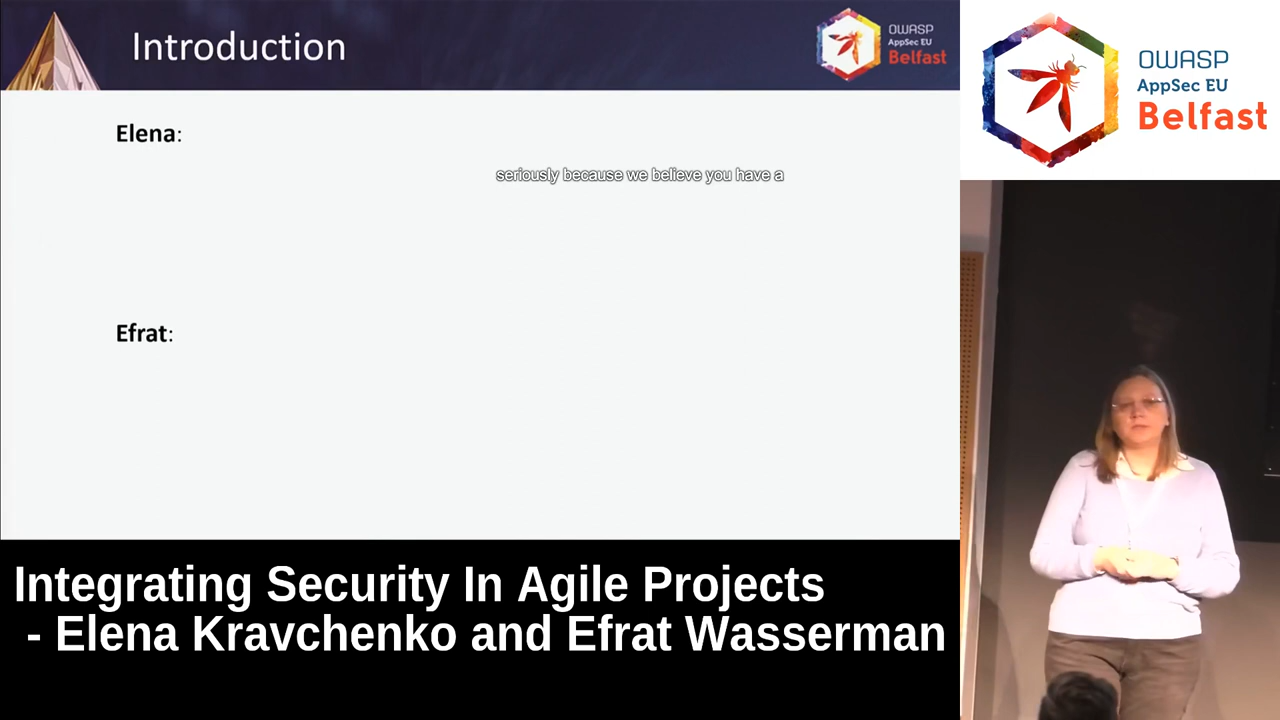 Introduction
OWASP
AppSec EU
Belfast
Elena:
seriously because we believe you have a
Efrat:
OWASP
AppSec EU
Belfast
Integrating Security In Agile Projects
- Elena Kravchenko and Efrat Wasserman